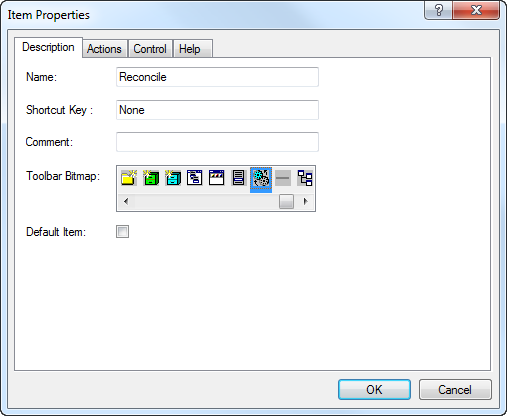 Item Properties
Description Actions Control Help
Name: Reconcile
Shortcut Key : None
Comment:
Toolbar Bitmap:
Default Item:
OK Cancel